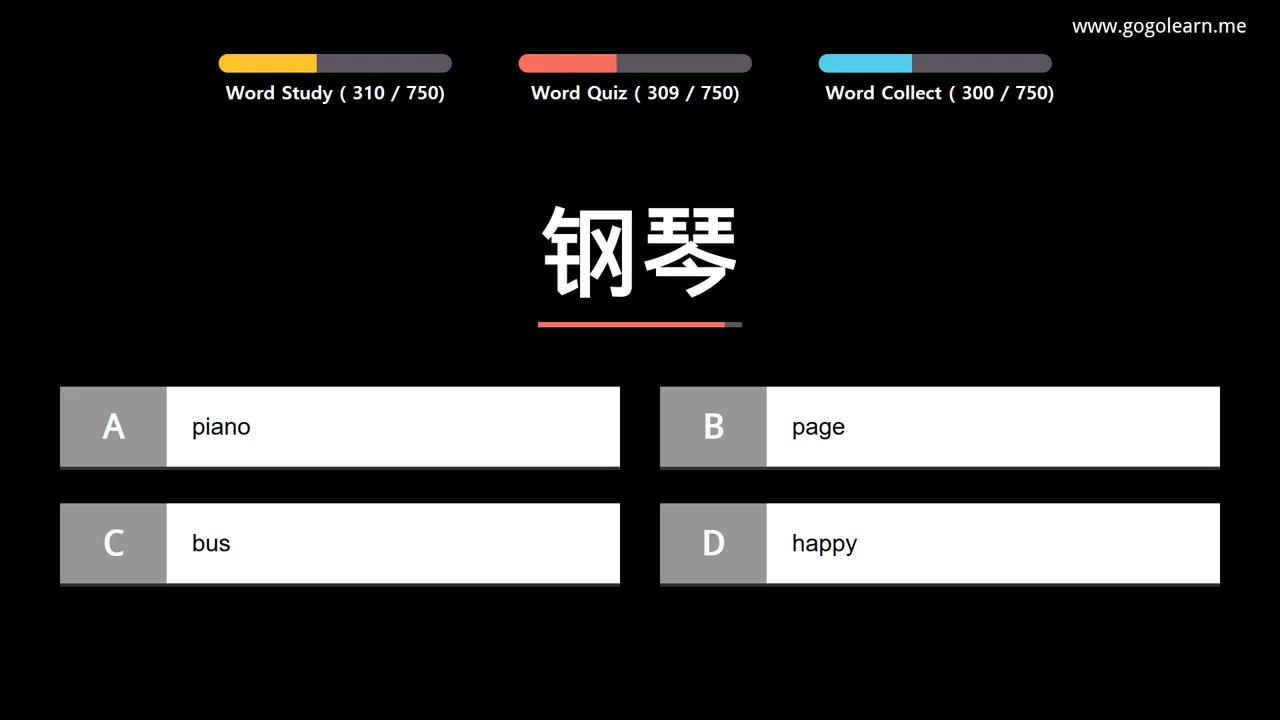 www.gogolearn.me
Word Study ( 310 / 750)
Word Quiz ( 309 / 750)
Word Collect ( 300 / 750)
钢琴
A piano
B page
C bus
D happy